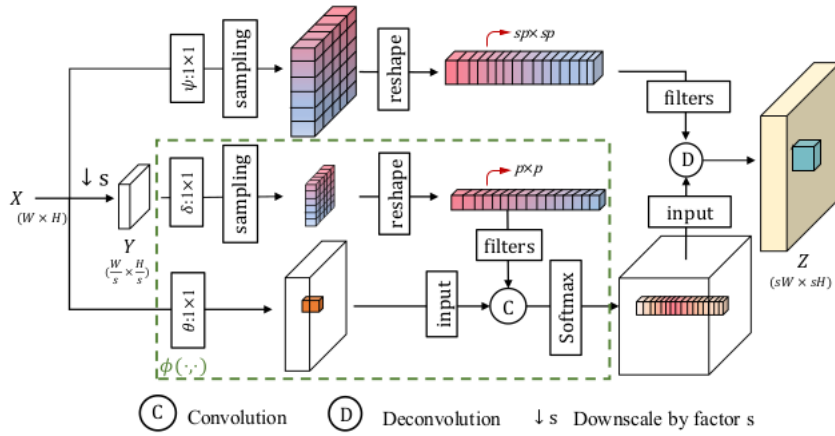 ψ:1×1
sampling
reshape
sp×sp
filters
D
input
Z
(sW × sH)
X
(W × H)
↓ s
Y
(W/s × H/s)
δ:1×1
sampling
reshape
p×p
filters
θ:1×1
input
C
Softmax
ϕ(·,·)
C Convolution D Deconvolution ↓ s Downscale by factor s